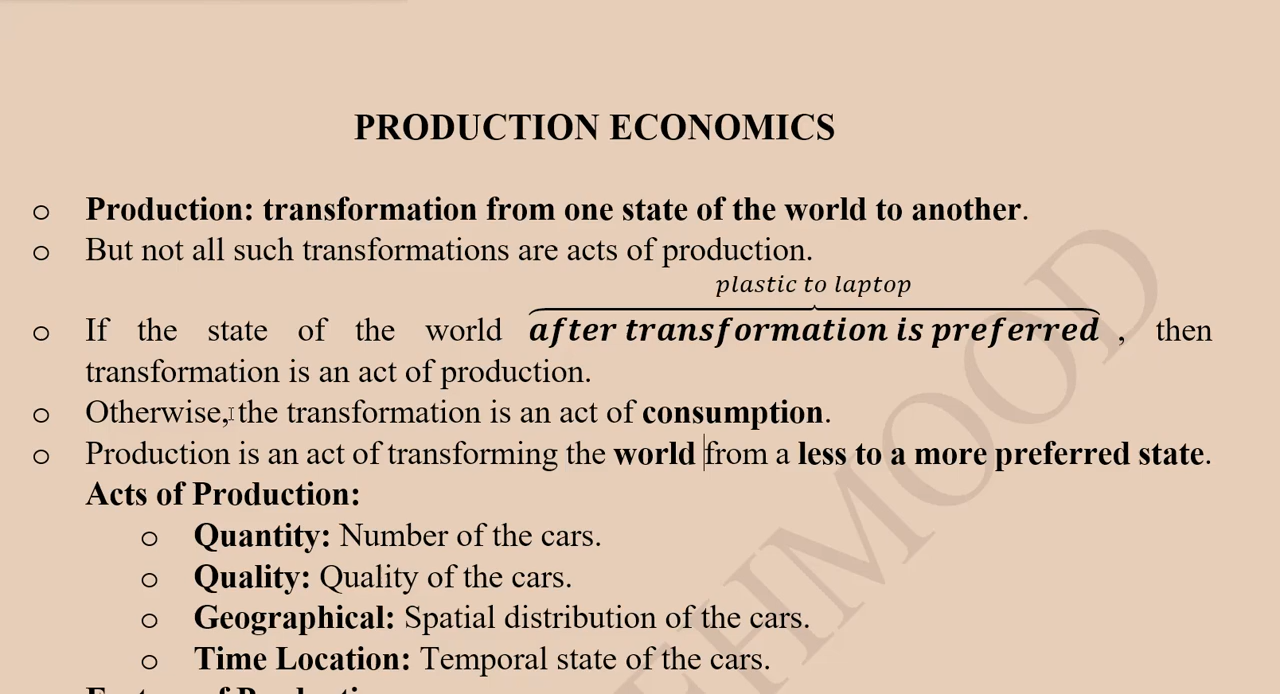 PRODUCTION ECONOMICS
o Production: transformation from one state of the world to another.
o But not all such transformations are acts of production.
plastic to laptop
o If the state of the world after transformation is preferred , then
transformation is an act of production.
o Otherwise, the transformation is an act of consumption.
o Production is an act of transforming the world from a less to a more preferred state.
Acts of Production:
o Quantity: Number of the cars.
o Quality: Quality of the cars.
o Geographical: Spatial distribution of the cars.
o Time Location: Temporal state of the cars.